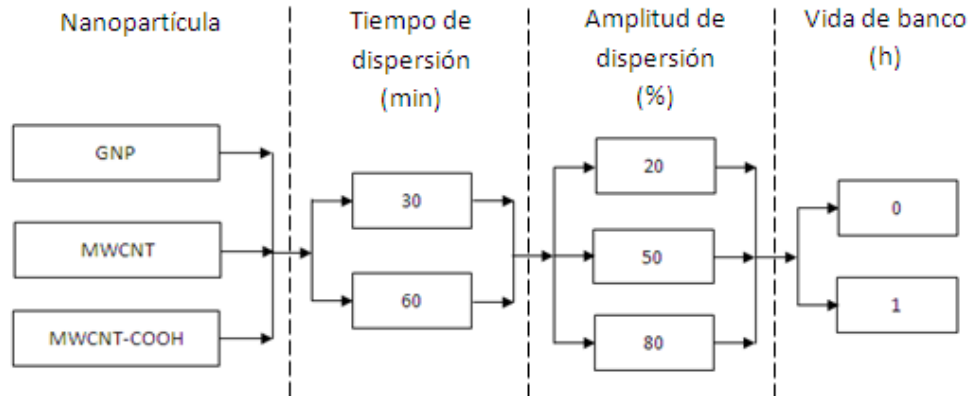 Nanopartícula
Tiempo de
dispersión
(min)
Amplitud de
dispersión
(%)
Vida de banco
(h)
GNP
MWCNT
MWCNT-COOH
30
60
20
50
80
0
1